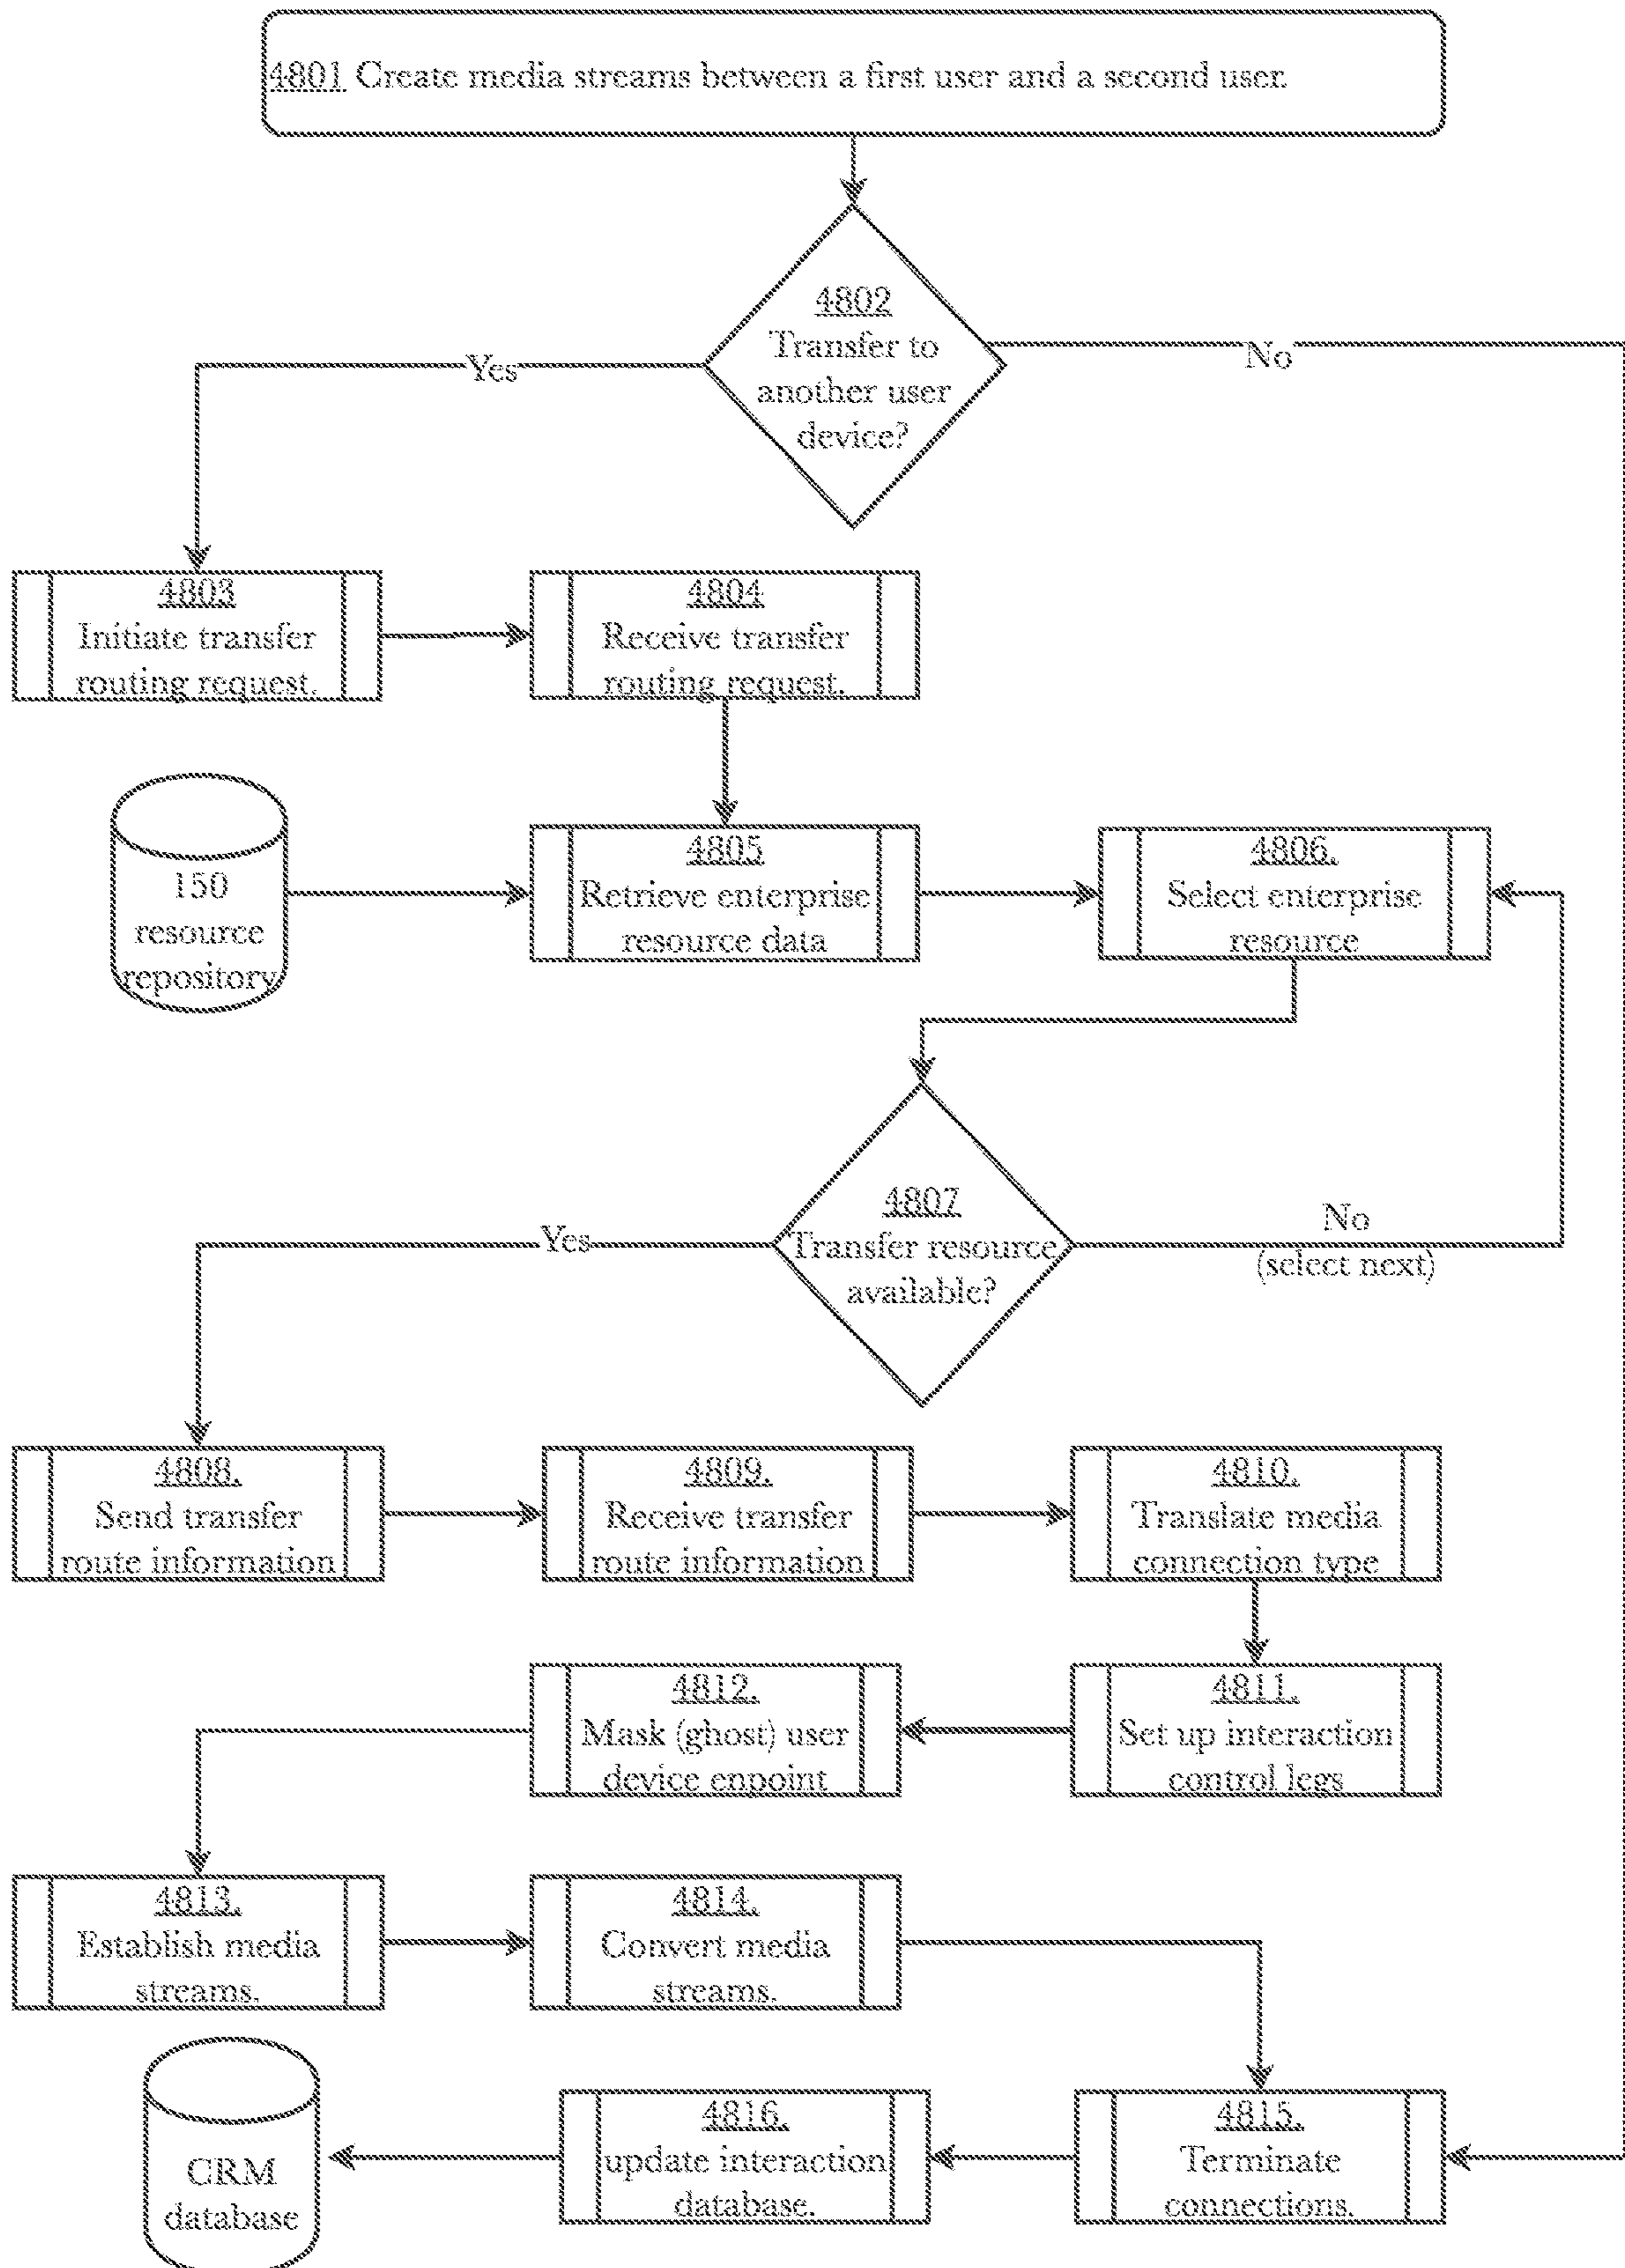 4801 Create media streams between a first user and a second user.
4802
Transfer to
another user
device?
Yes
No
4803
Initiate transfer
routing request.
4804
Receive transfer
routing request.
150
resource
repository
4805
Retrieve enterprise
resource data
4806.
Select enterprise
resource
4807
Transfer resource
available?
Yes
No
(select next)
4808.
Send transfer
route information
4809.
Receive transfer
route information
4810.
Translate media
connection type
4812.
Mask (ghost) user
device enpoint
4811.
Set up interaction
control legs
4813.
Establish media
streams.
4814.
Convert media
streams.
CRM
database
4816.
update interaction
database.
4815.
Terminate
connections.